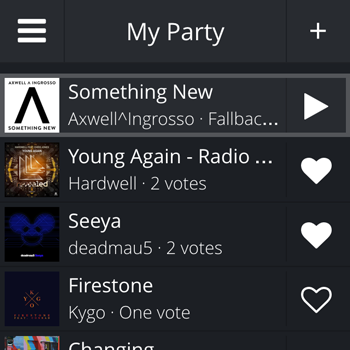 My Party
+
AXWELL Λ INGROSSO
SOMETHING NEW
Something New
Axwell^Ingrosso · Fallbac...
revealed
Young Again - Radio ...
Hardwell · 2 votes
Seeya
deadmau5 · 2 votes
K Y
G O
Firestone
Kygo · One vote
Changing